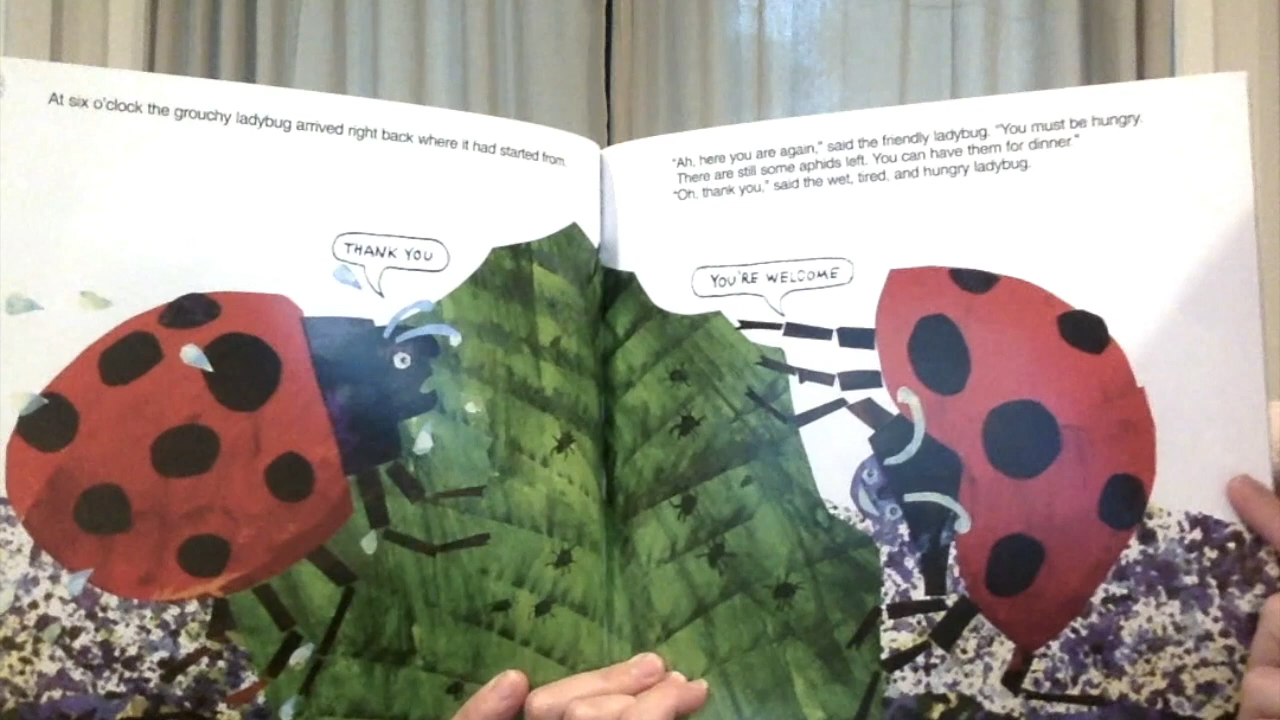 At six o'clock the grouchy ladybug arrived right back where it had started from.
"Ah, here you are again," said the friendly ladybug. "You must be hungry.
There are still some aphids left. You can have them for dinner."
"Oh, thank you," said the wet, tired, and hungry ladybug.
THANK YOU
YOU'RE WELCOME